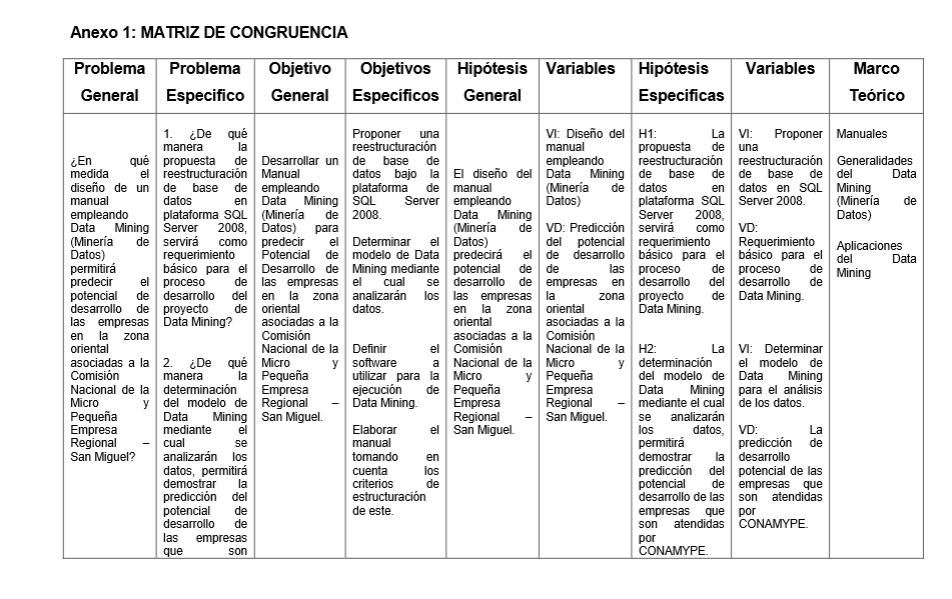 Anexo 1: MATRIZ DE CONGRUENCIA
Problema
General
Problema
Especifico
Objetivo
General
Objetivos
Específicos
Hipótesis
General
Variables
Hipótesis
Especificas
Variables
Marco
Teórico
¿En qué
medida el
diseño de un
manual
empleando
Data Mining
(Minería de
Datos)
permitirá
predecir el
potencial de
desarrollo de
las empresas
en la zona
oriental
asociadas a la
Comisión
Nacional de la
Micro y
Pequeña
Empresa
Regional –
San Miguel?
1. ¿De qué
manera la
propuesta de
reestructuración
de base de
datos en
plataforma SQL
Server 2008,
servirá como
requerimiento
básico para el
proceso de
desarrollo del
proyecto de
Data Mining?
2. ¿De qué
manera la
determinación
del modelo de
Data Mining
mediante el
cual se
analizarán los
datos, permitirá
demostrar la
predicción del
potencial de
desarrollo de
las empresas
que son
Desarrollar un
Manual
empleando
Data Mining
(Minería de
Datos) para
predecir el
Potencial de
Desarrollo de
las empresas
en la zona
oriental
asociadas a la
Comisión
Nacional de la
Micro y
Pequeña
Empresa
Regional –
San Miguel.
Proponer una
reestructuración
de base de
datos bajo la
plataforma de
SQL Server
2008.
Determinar el
modelo de Data
Mining mediante
el cual se
analizarán los
datos.
Definir el
software a
utilizar para la
ejecución de
Data Mining.
Elaborar el
manual
tomando en
cuenta los
criterios de
estructuración
de este.
El diseño del
manual
empleando
Data Mining
(Minería de
Datos)
predecirá el
potencial de
desarrollo de
las empresas
en la zona
oriental
asociadas a la
Comisión
Nacional de la
Micro y
Pequeña
Empresa
Regional –
San Miguel.
VI: Diseño del
manual
empleando
Data Mining
(Minería de
Datos)
VD: Predicción
del potencial
de desarrollo
de las
empresas en
la zona
oriental
asociadas a la
Comisión
Nacional de la
Micro y
Pequeña
Empresa
Regional –
San Miguel.
H1: La
propuesta de
reestructuración
de base de
datos en
plataforma SQL
Server 2008,
servirá como
requerimiento
básico para el
proceso de
desarrollo del
proyecto de
Data Mining.
H2: La
determinación
del modelo de
Data Mining
mediante el cual
se analizarán
los datos,
permitirá
demostrar la
predicción del
potencial de
desarrollo de las
empresas que
son atendidas
por
CONAMYPE.
VI: Proponer
una
reestructuración
de base de
datos en SQL
Server 2008.
VD:
Requerimiento
básico para el
proceso de
desarrollo de
Data Mining.
VI: Determinar
el modelo de
Data Mining
para el análisis
de los datos.
VD: La
predicción de
desarrollo
potencial de las
empresas que
son atendidas
por
CONAMYPE.
Manuales
Generalidades
del Data
Mining
(Minería de
Datos)
Aplicaciones
del Data
Mining